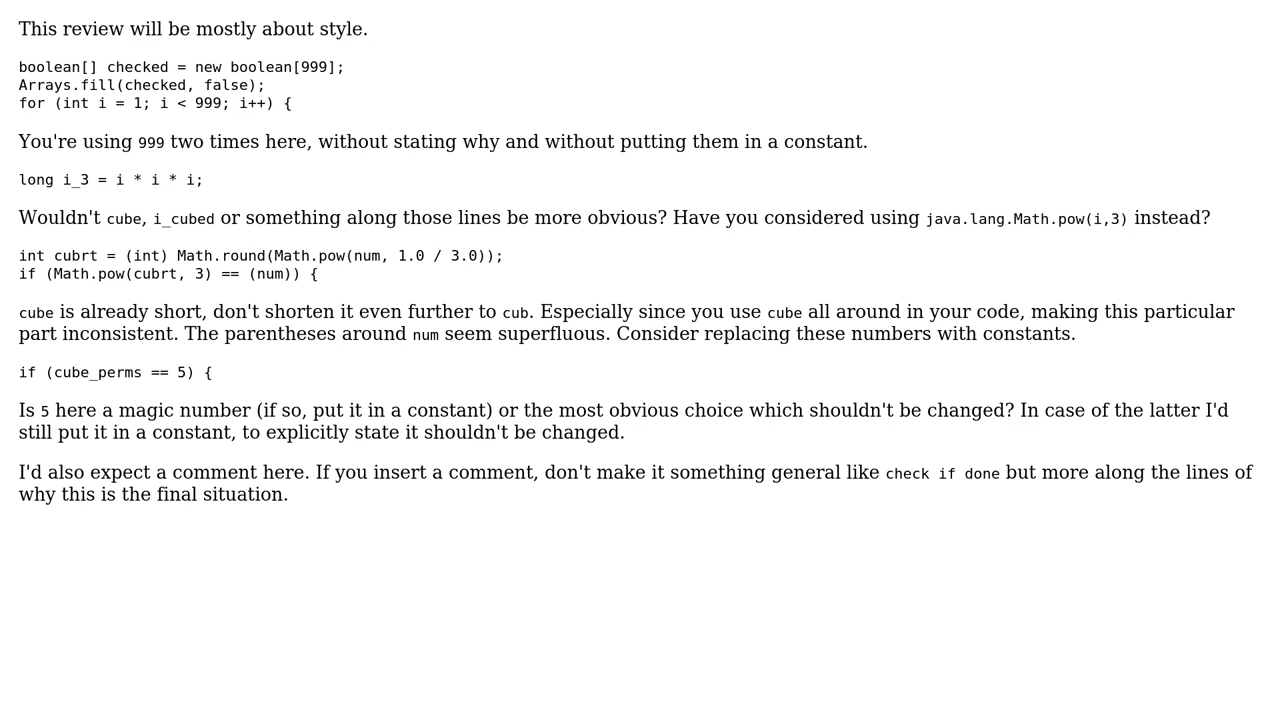 This review will be mostly about style.
boolean[] checked = new boolean[999];
Arrays.fill(checked, false);
for (int i = 1; i < 999; i++) {
You're using 999 two times here, without stating why and without putting them in a constant.
long i_3 = i * i * i;
Wouldn't cube, i_cubed or something along those lines be more obvious? Have you considered using java.lang.Math.pow(i,3) instead?
int cubrt = (int) Math.round(Math.pow(num, 1.0 / 3.0));
if (Math.pow(cubrt, 3) == (num)) {
cube is already short, don't shorten it even further to cub. Especially since you use cube all around in your code, making this particular
part inconsistent. The parentheses around num seem superfluous. Consider replacing these numbers with constants.
if (cube_perms == 5) {
Is 5 here a magic number (if so, put it in a constant) or the most obvious choice which shouldn't be changed? In case of the latter I'd
still put it in a constant, to explicitly state it shouldn't be changed.
I'd also expect a comment here. If you insert a comment, don't make it something general like check if done but more along the lines of
why this is the final situation.